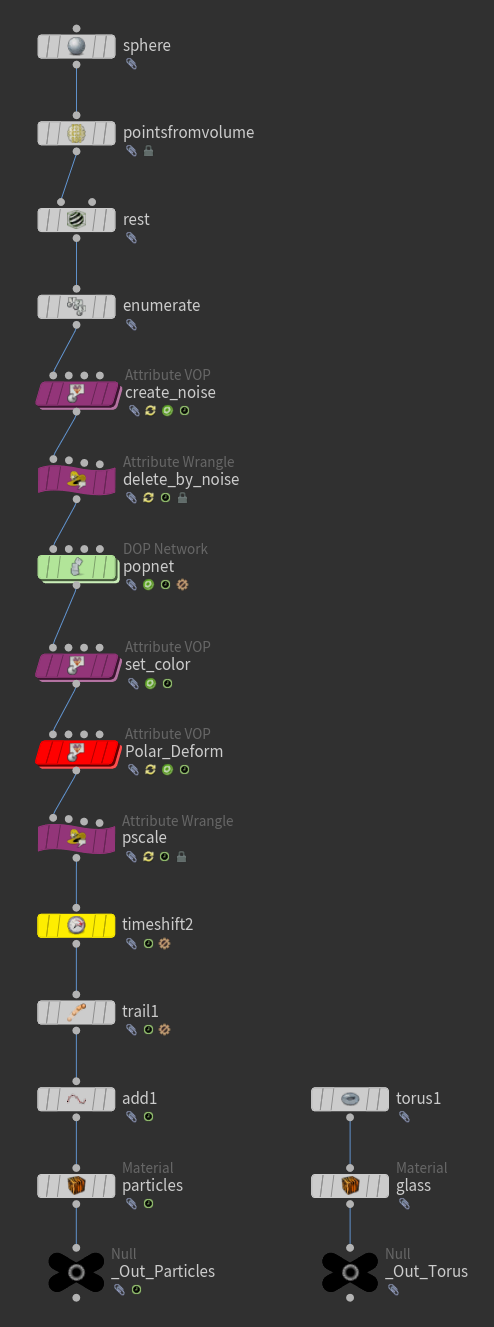 sphere
pointsfromvolume
rest
enumerate
Attribute VOP
create_noise
Attribute Wrangle
delete_by_noise
DOP Network
popnet
Attribute VOP
set_color
Attribute VOP
Polar_Deform
Attribute Wrangle
pscale
timeshift2
trail1
add1
torus1
Material
particles
Material
glass
Null
_Out_Particles
Null
_Out_Torus